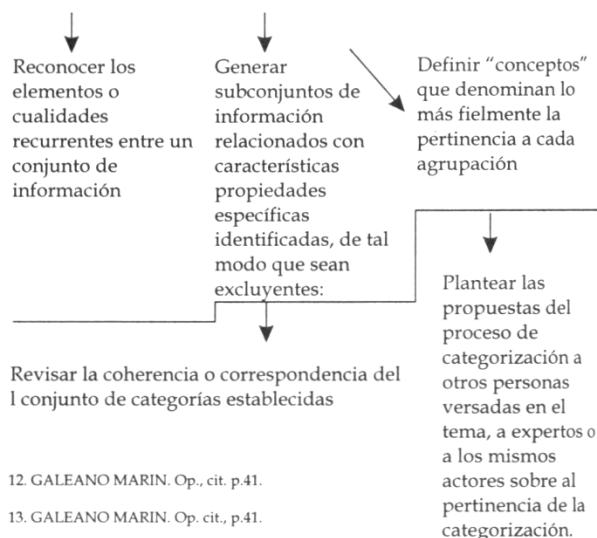 Reconocer los
elementos o
cualidades
recurrentes entre un
conjunto de
información
Generar
subconjuntos de
información
relacionados con
características
propiedades
específicas
identificadas, de tal
modo que sean
excluyentes:
Definir “conceptos”
que denominan lo
más fielmente la
pertinencia a cada
agrupación
Revisar la coherencia o correspondencia del
l conjunto de categorías establecidas
Plantear las
propuestas del
proceso de
categorización a
otros personas
versadas en el
tema, a expertos o
a los mismos
actores sobre al
pertinencia de la
categorización.
12. GALEANO MARIN. Op., cit. p.41.
13. GALEANO MARIN. Op. cit., p.41.